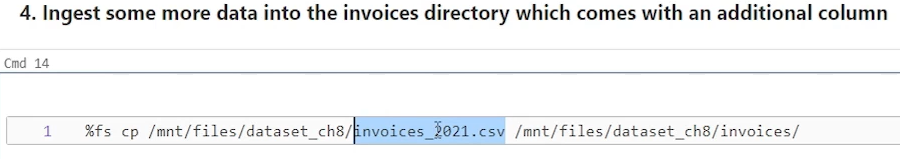 4. Ingest some more data into the invoices directory which comes with an additional column
Cmd 14
1 %fs cp /mnt/files/dataset_ch8/invoices_2021.csv /mnt/files/dataset_ch8/invoices/